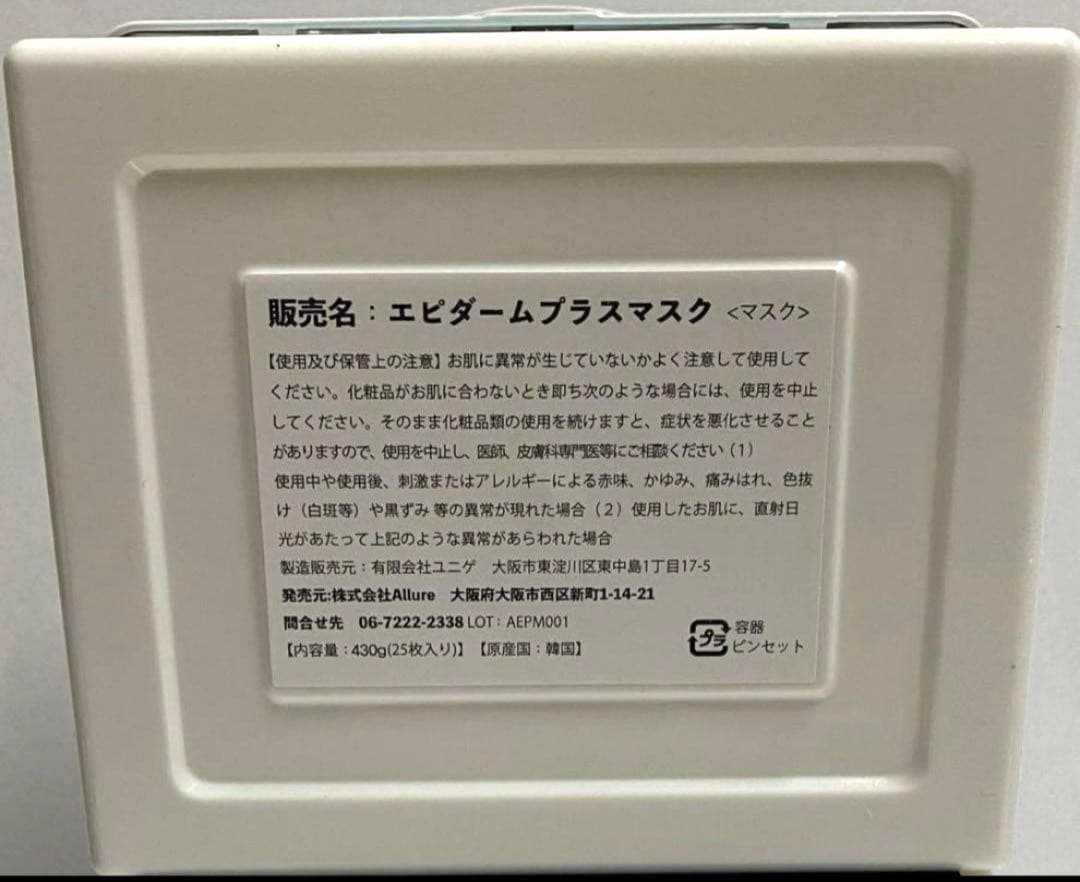 販売名：エピダームプラスマスク <マスク>
【使用及び保管上の注意】お肌に異常が生じていないかよく注意して使用して
ください。化粧品がお肌に合わないとき即ち次のような場合には、使用を中止
してください。そのまま化粧品類の使用を続けますと、症状を悪化させること
がありますので、使用を中止し、医師、皮膚科専門医等にご相談ください（1）
使用中や使用後、刺激またはアレルギーによる赤味、かゆみ、痛みはれ、色抜
け（白斑等）や黒ずみ 等の異常が現れた場合（2）使用したお肌に、直射日
光があたって上記のような異常があらわれた場合
製造販売元：有限会社ユニゲ 大阪市東淀川区東中島1丁目17-5
発売元:株式会社Allure 大阪府大阪市西区新町1-14-21
問合せ先 06-7222-2338 LOT：AEPM001
【内容量：430g(25枚入り)】【原産国：韓国】
プラ 容器
ピンセット